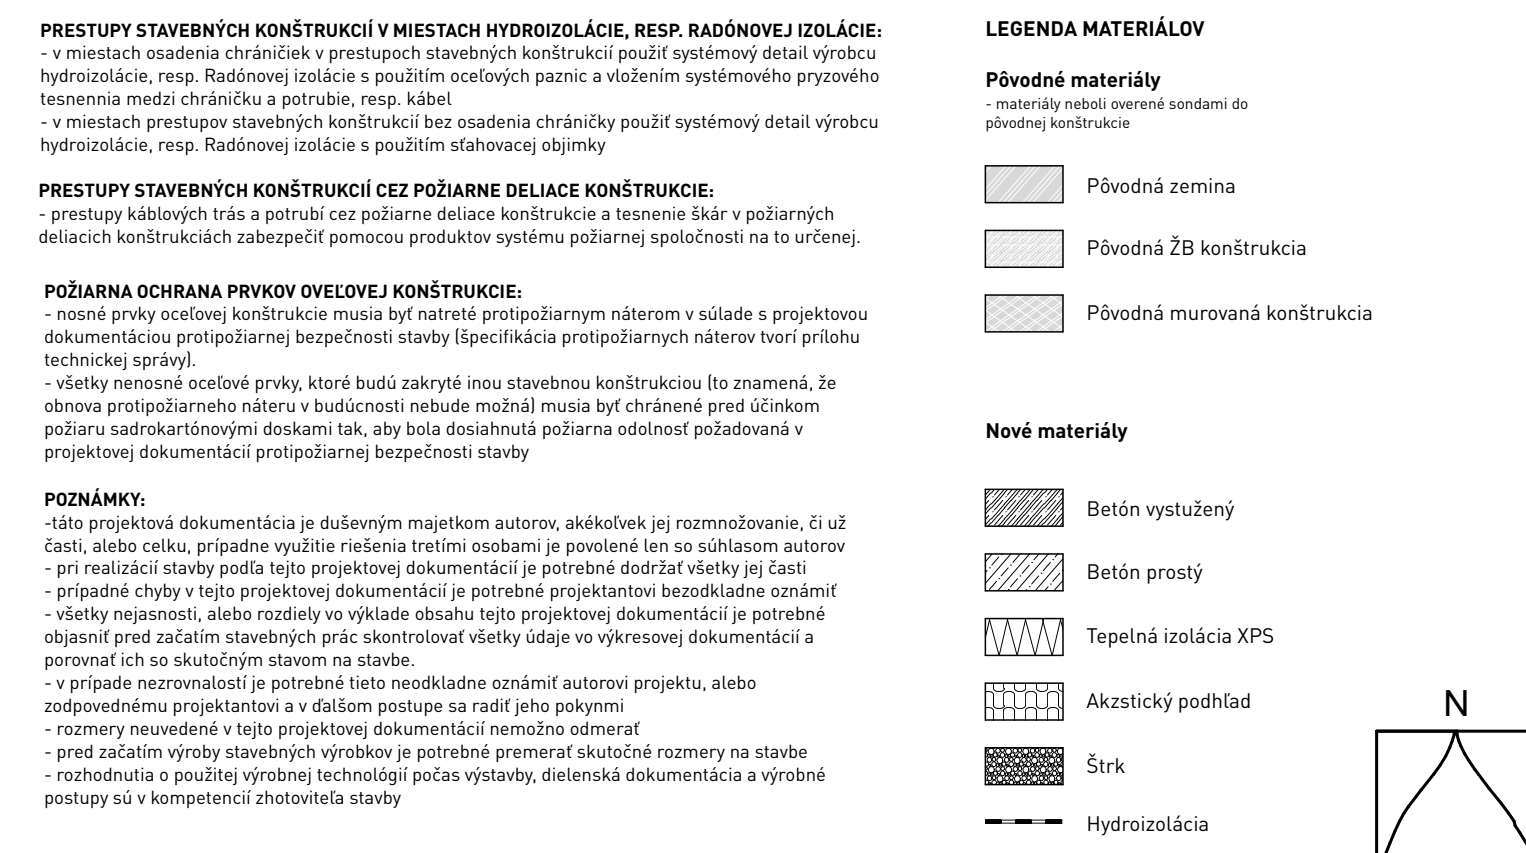 PRESTUPY STAVEBNÝCH KONŠTRUKCIÍ V MIESTACH HYDROIZOLÁCIE, RESP. RADÓNOVEJ IZOLÁCIE:
- v miestach osadenia chráničiek v prestupoch stavebných konštrukcií použiť systémový detail výrobcu
hydroizolácie, resp. Radónovej izolácie s použitím oceľových pazníc a vložením systémového pryzového
tesnennia medzi chráničku a potrubie, resp. kábel
- v miestach prestupov stavebných konštrukcií bez osadenia chráničky použiť systémový detail výrobcu
hydroizolácie, resp. Radónovej izolácie s použitím sťahovacej objimky
PRESTUPY STAVEBNÝCH KONŠTRUKCIÍ CEZ POŽIARNE DELIACE KONŠTRUKCIE:
- prestupy káblových trás a potrubí cez požiarne deliace konštrukcie a tesnenie škár v požiarných
deliacich konštrukciách zabezpečiť pomocou produktov systému požiarnej spoločnosti na to určenej.
POŽIARNA OCHRANA PRVKOV OVEĽOVEJ KONŠTRUKCIE:
- nosné prvky oceľovej konštrukcie musia byť natreté protipožiarnym náterom v súlade s projektovou
dokumentáciou protipožiarnej bezpečnosti stavby (špecifikácia protipožiarnych náterov tvorí prílohu
technickej správy).
- všetky nenosné oceľové prvky, ktoré budú zakryté inou stavebnou konštrukciou (to znamená, že
obnova protipožiarneho náteru v budúcnosti nebude možná) musia byť chránené pred účinkom
požiaru sadrokartónovými doskami tak, aby bola dosiahnutá požiarna odolnosť požadovaná v
projektovej dokumentácií protipožiarnej bezpečnosti stavby
POZNÁMKY:
-táto projektová dokumentácia je duševným majetkom autorov, akékoľvek jej rozmnožovanie, či už
časti, alebo celku, prípadne využitie riešenia tretími osobami je povolené len so súhlasom autorov
- pri realizácií stavby podľa tejto projektovej dokumentácií je potrebné dodržať všetky jej časti
- prípadné chyby v tejto projektovej dokumentácií je potrebné projektantovi bezodkladne oznámiť
- všetky nejasnosti, alebo rozdiely vo výklade obsahu tejto projektovej dokumentácií je potrebné
objasniť pred začatím stavebných prác skontrolovať všetky údaje vo výkresovej dokumentácií a
porovnať ich so skutočným stavom na stavbe.
- v prípade nezrovnalostí je potrebné tieto neodkladne oznámiť autorovi projektu, alebo
zodpovednému projektantovi a v ďalšom postupe sa radiť jeho pokynmi
- rozmery neuvedené v tejto projektovej dokumentácií nemožno odmerať
- pred začatím výroby stavebných výrobkov je potrebné premerať skutočné rozmery na stavbe
- rozhodnutia o použitej výrobnej technológií počas výstavby, dielenská dokumentácia a výrobné
postupy sú v kompetencií zhotoviteľa stavby
LEGENDA MATERIÁLOV
Pôvodné materiály
- materiály neboli overené sondami do
pôvodnej konštrukcie
Pôvodná zemina
Pôvodná ŽB konštrukcia
Pôvodná murovaná konštrukcia
Nové materiály
Betón vystužený
Betón prostý
Tepelná izolácia XPS
Akzstický podhľad
Štrk
Hydroizolácia
N